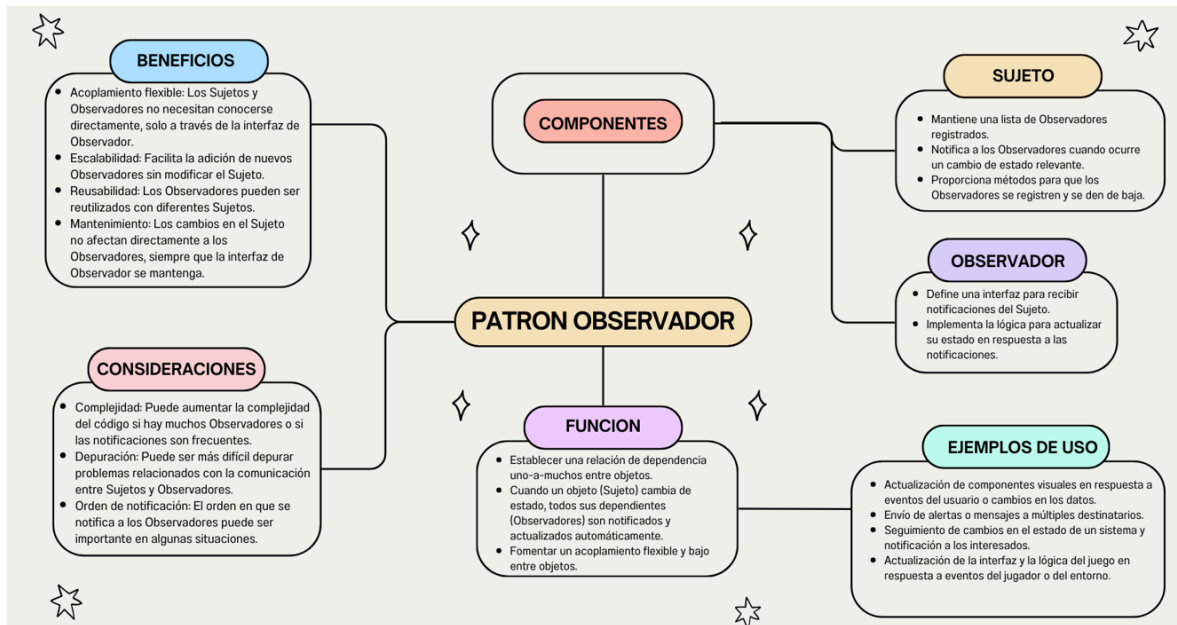 BENEFICIOS
• Acoplamiento flexible: Los Sujetos y
Observadores no necesitan conocerse
directamente, solo a través de la interfaz de
Observador.
• Escalabilidad: Facilita la adición de nuevos
Observadores sin modificar el Sujeto.
• Reusabilidad: Los Observadores pueden ser
reutilizados con diferentes Sujetos.
• Mantenimiento: Los cambios en el Sujeto
no afectan directamente a los
Observadores, siempre que la interfaz de
Observador se mantenga.
CONSIDERACIONES
• Complejidad: Puede aumentar la complejidad
del código si hay muchos Observadores o si
las notificaciones son frecuentes.
• Depuración: Puede ser más difícil depurar
problemas relacionados con la comunicación
entre Sujetos y Observadores.
• Orden de notificación: El orden en que se
notifica a los Observadores puede ser
importante en algunas situaciones.
COMPONENTES
PATRON OBSERVADOR
FUNCION
• Establecer una relación de dependencia
uno-a-muchos entre objetos.
• Cuando un objeto (Sujeto) cambia de
estado, todos sus dependientes
(Observadores) son notificados y
actualizados automáticamente.
• Fomentar un acoplamiento flexible y bajo
entre objetos.
SUJETO
• Mantiene una lista de Observadores
registrados.
• Notifica a los Observadores cuando ocurre
un cambio de estado relevante.
• Proporciona métodos para que los
Observadores se registren y se den de baja.
OBSERVADOR
• Define una interfaz para recibir
notificaciones del Sujeto.
• Implementa la lógica para actualizar
su estado en respuesta a las
notificaciones.
EJEMPLOS DE USO
• Actualización de componentes visuales en respuesta a
eventos del usuario o cambios en los datos.
• Envío de alertas o mensajes a múltiples destinatarios.
• Seguimiento de cambios en el estado de un sistema y
notificación a los interesados.
• Actualización de la interfaz y la lógica del juego en
respuesta a eventos del jugador o del entorno.